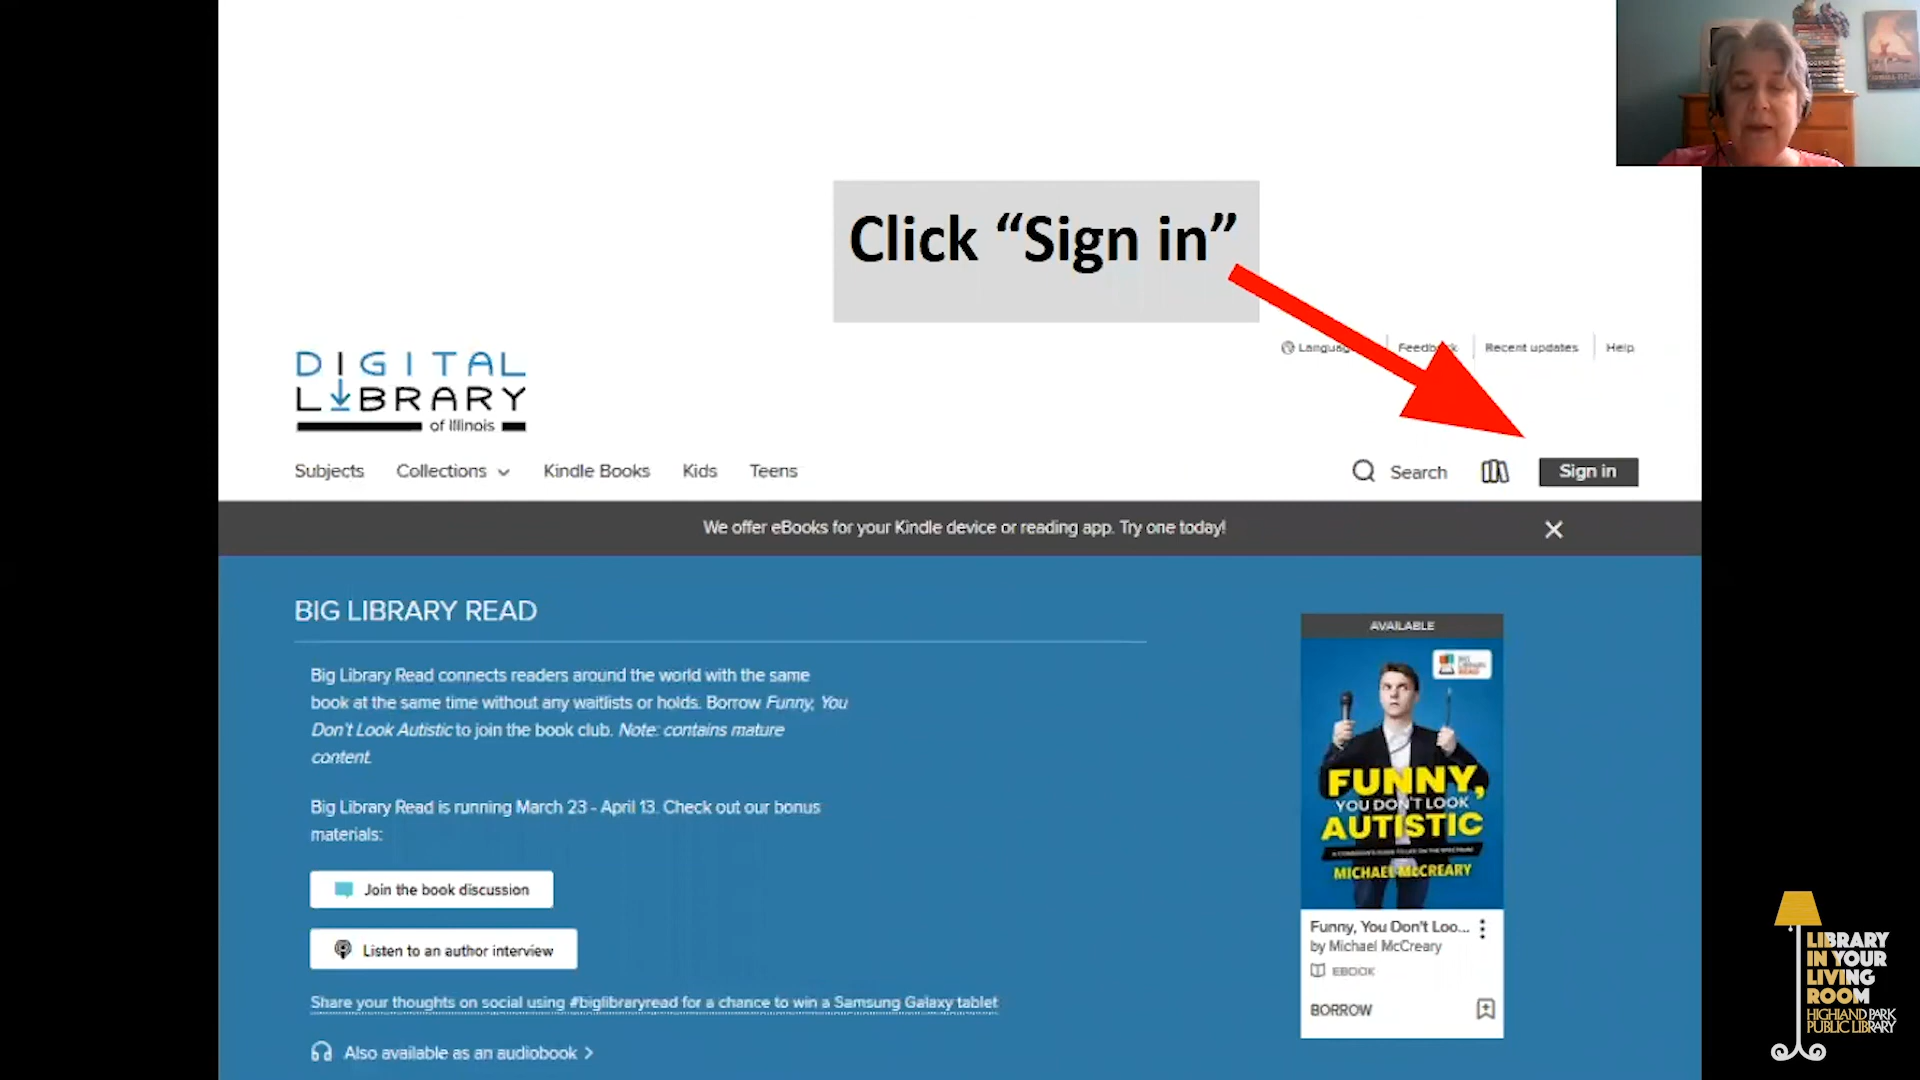 Click “Sign in”
Feedback
Recent updates
Help
DIGITAL
LIBRARY
of Illinois
Subjects
Collections
Kindle Books
Kids
Teens
Search
Sign in
We offer eBooks for your Kindle device or reading app. Try one today!
BIG LIBRARY READ
Big Library Read connects readers around the world with the same
book at the same time without any waitlists or holds. Borrow Funny, You
Don't Look Autistic to join the book club. Note: contains mature
content.
Big Library Read is running March 23 - April 13. Check out our bonus
materials:
Join the book discussion
Listen to an author interview
Share your thoughts on social using #biglibraryread for a chance to win a Samsung Galaxy tablet
Also available as an audiobook >
AVAILABLE
BIG
LIBRARY
READ
FUNNY,
YOU DON'T LOOK
AUTISTIC
MICHAEL McCREARY
Funny, You Don't Loo...
by Michael McCreary
EBOOK
BORROW
LIBRARY
IN YOUR
LIVING
ROOM
HIGHLAND PARK
PUBLIC LIBRARY